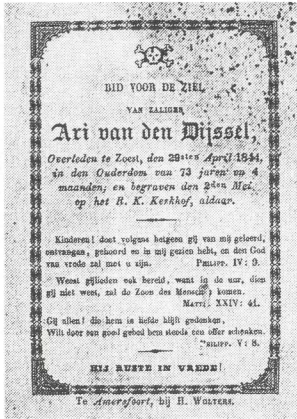 BID VOOR DE ZIEL
VAN ZALIGER
Ari van den Dijssel,
Overleden te Zoest, den 29sten April 1844,
in den Ouderdom van 73 jaren en 4
maanden; en begraven den 2den Mei,
op het R. K. Kerkhof, aldaar.
Kinderen! doet volgens hetgeen gij van mij geleerd,
ontvangen, gehoord en in mij gezien hebt, en den God
van vrede zal met u zijn. PHILIPP. IV: 9.
Weest gijlieden ook bereid, want in de uur, dien
gij niet weet, zal de Zoon des Menschen komen.
MATTH. XXIV: 44.
Gij allen! die hem in liefde blijft gedenken,
Wilt door een goed gebed hem steeds een offer schenken.
PHILIPP. V: 8.
HIJ RUSTE IN VREDE!
Te Amersfoort, bij H. WOLTERS.